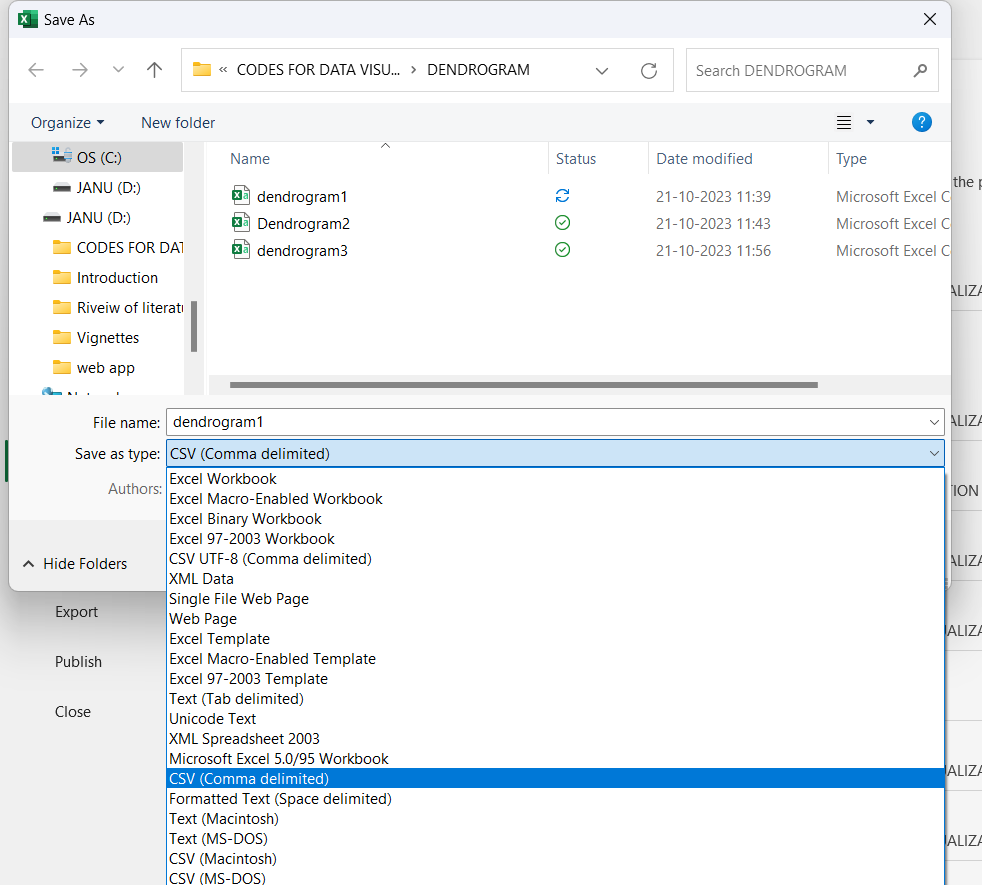 Save As
« CODES FOR DATA VISU... › DENDROGRAM
Search DENDROGRAM
Organize New folder
?
OS (C:)
JANU (D:)
JANU (D:)
CODES FOR DAT
Introduction
Riveiw of literatu
Vignettes
web app
Name Status Date modified Type
dendrogram1 21-10-2023 11:39 Microsoft Excel C
Dendrogram2 21-10-2023 11:43 Microsoft Excel C
dendrogram3 21-10-2023 11:56 Microsoft Excel C
File name: dendrogram1
Save as type: CSV (Comma delimited)
Authors:
Excel Workbook
Excel Macro-Enabled Workbook
Excel Binary Workbook
Excel 97-2003 Workbook
CSV UTF-8 (Comma delimited)
XML Data
Single File Web Page
Web Page
Excel Template
Excel Macro-Enabled Template
Excel 97-2003 Template
Text (Tab delimited)
Unicode Text
XML Spreadsheet 2003
Microsoft Excel 5.0/95 Workbook
CSV (Comma delimited)
Formatted Text (Space delimited)
Text (Macintosh)
Text (MS-DOS)
CSV (Macintosh)
CSV (MS-DOS)
Hide Folders
Export
Publish
Close
the p
ALIZA
ALIZA
TION
ALIZA
ALIZA
ALIZA
ALIZA